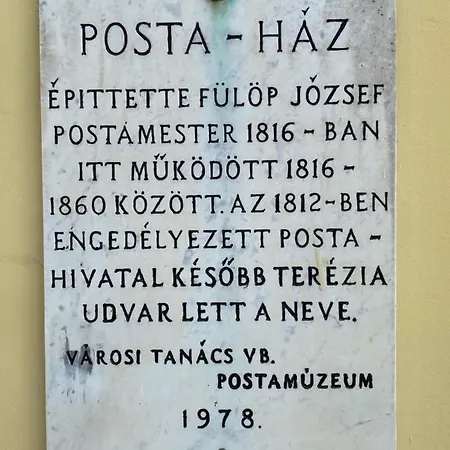 POSTA - HÁZ
ÉPITTETTE FÜLÖP JÓZSEF
POSTAMESTER 1816 - BAN
ITT MŰKÖDÖTT 1816 -
1860 KÖZÖTT. AZ 1812-BEN
ENGEDÉLYEZETT POSTA -
HIVATAL KÉSŐBB TERÉZIA
UDVAR LETT A NEVE.
VÁROSI TANÁCS VB.
POSTAMÚZEUM
1978.